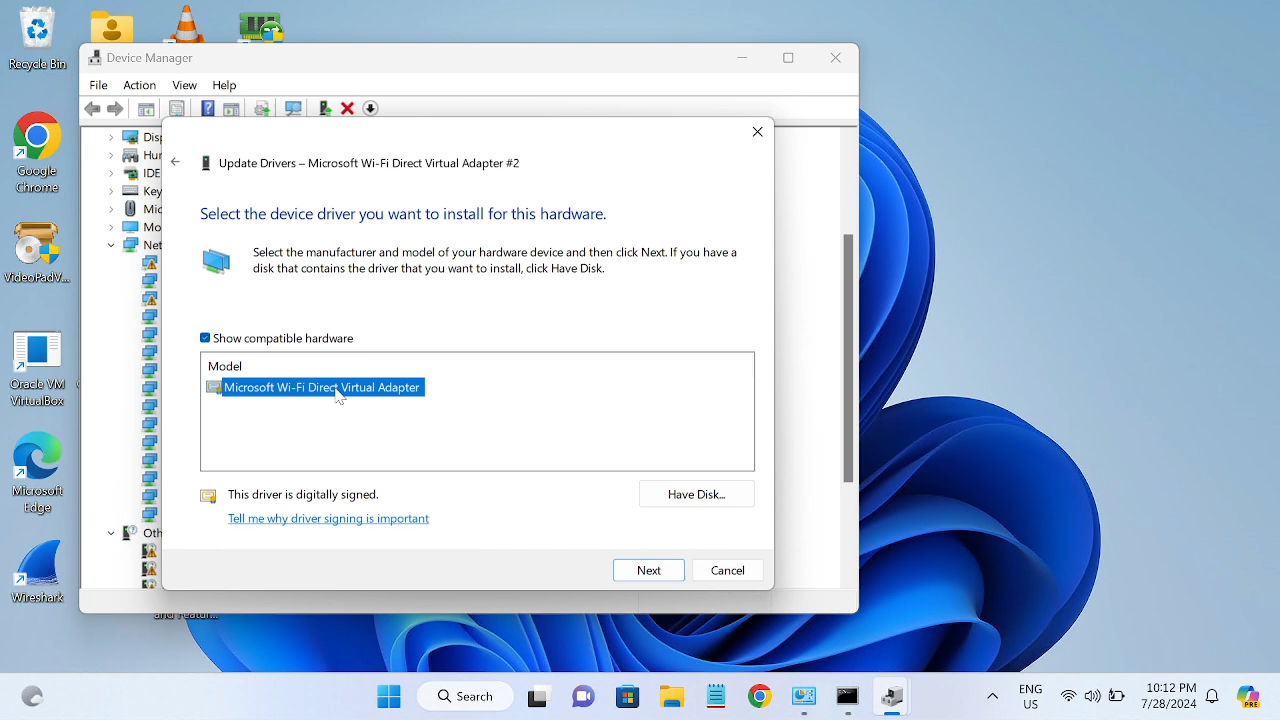 Recycle Bin
Google
Chrome
VideoPadV...
Oracle VM
VirtualBox
Microsoft
Edge
Wireshark
Device Manager
File Action View Help
Dis
Hu
IDE
Key
Mic
Mo
Net
Oth
Update Drivers – Microsoft Wi-Fi Direct Virtual Adapter #2
Select the device driver you want to install for this hardware.
Select the manufacturer and model of your hardware device and then click Next. If you have a
disk that contains the driver that you want to install, click Have Disk.
Show compatible hardware
Model
Microsoft Wi-Fi Direct Virtual Adapter
This driver is digitally signed.
Have Disk...
Tell me why driver signing is important
Next Cancel
Search
ENG
US
10:12 PM
7/28/2024
PRE